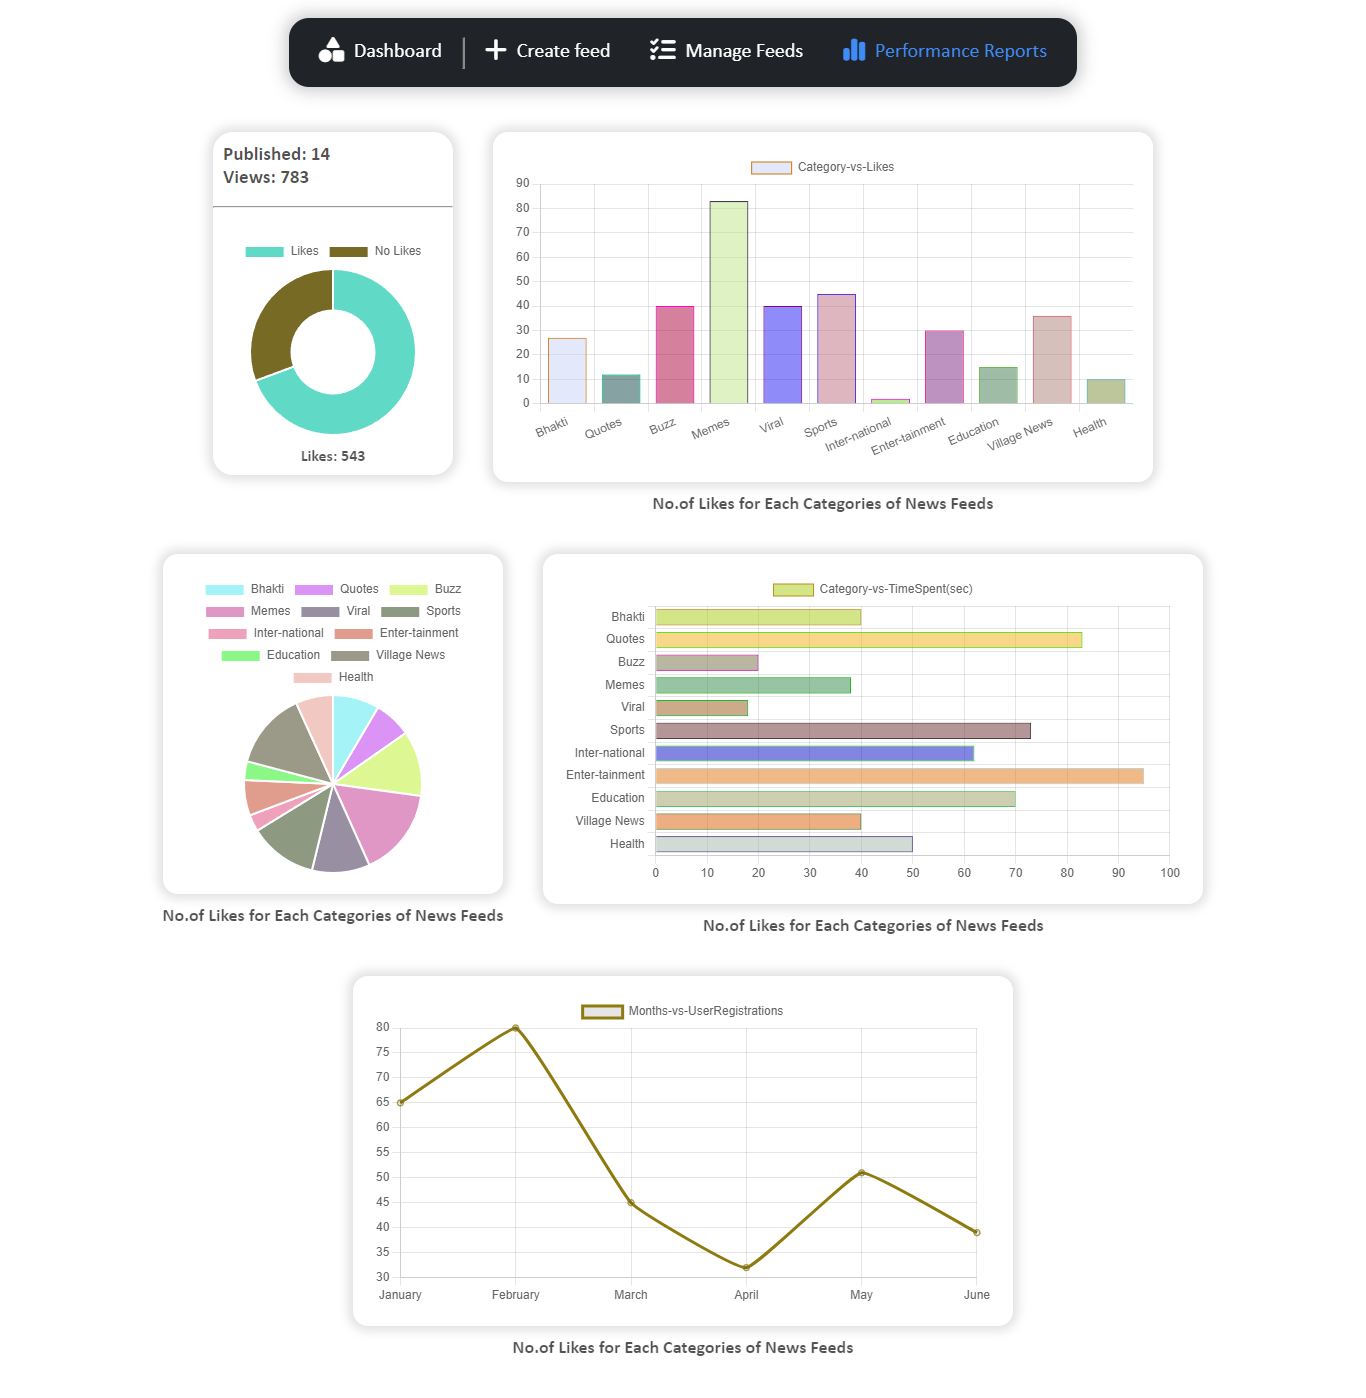 Dashboard
Create feed
Manage Feeds
Performance Reports
Published: 14
Views: 783
Likes
No Likes
Likes: 543
Category-vs-Likes
90
80
70
60
50
40
30
20
10
0
Bhakti
Quotes
Buzz
Memes
Viral
Sports
Inter-national
Enter-tainment
Education
Village News
Health
No.of Likes for Each Categories of News Feeds
Bhakti
Quotes
Buzz
Memes
Viral
Sports
Inter-national
Enter-tainment
Education
Village News
Health
No.of Likes for Each Categories of News Feeds
Category-vs-TimeSpent(sec)
Bhakti
Quotes
Buzz
Memes
Viral
Sports
Inter-national
Enter-tainment
Education
Village News
Health
0 10 20 30 40 50 60 70 80 90 100
No.of Likes for Each Categories of News Feeds
Months-vs-UserRegistrations
80
75
70
65
60
55
50
45
40
35
30
January February March April May June
No.of Likes for Each Categories of News Feeds